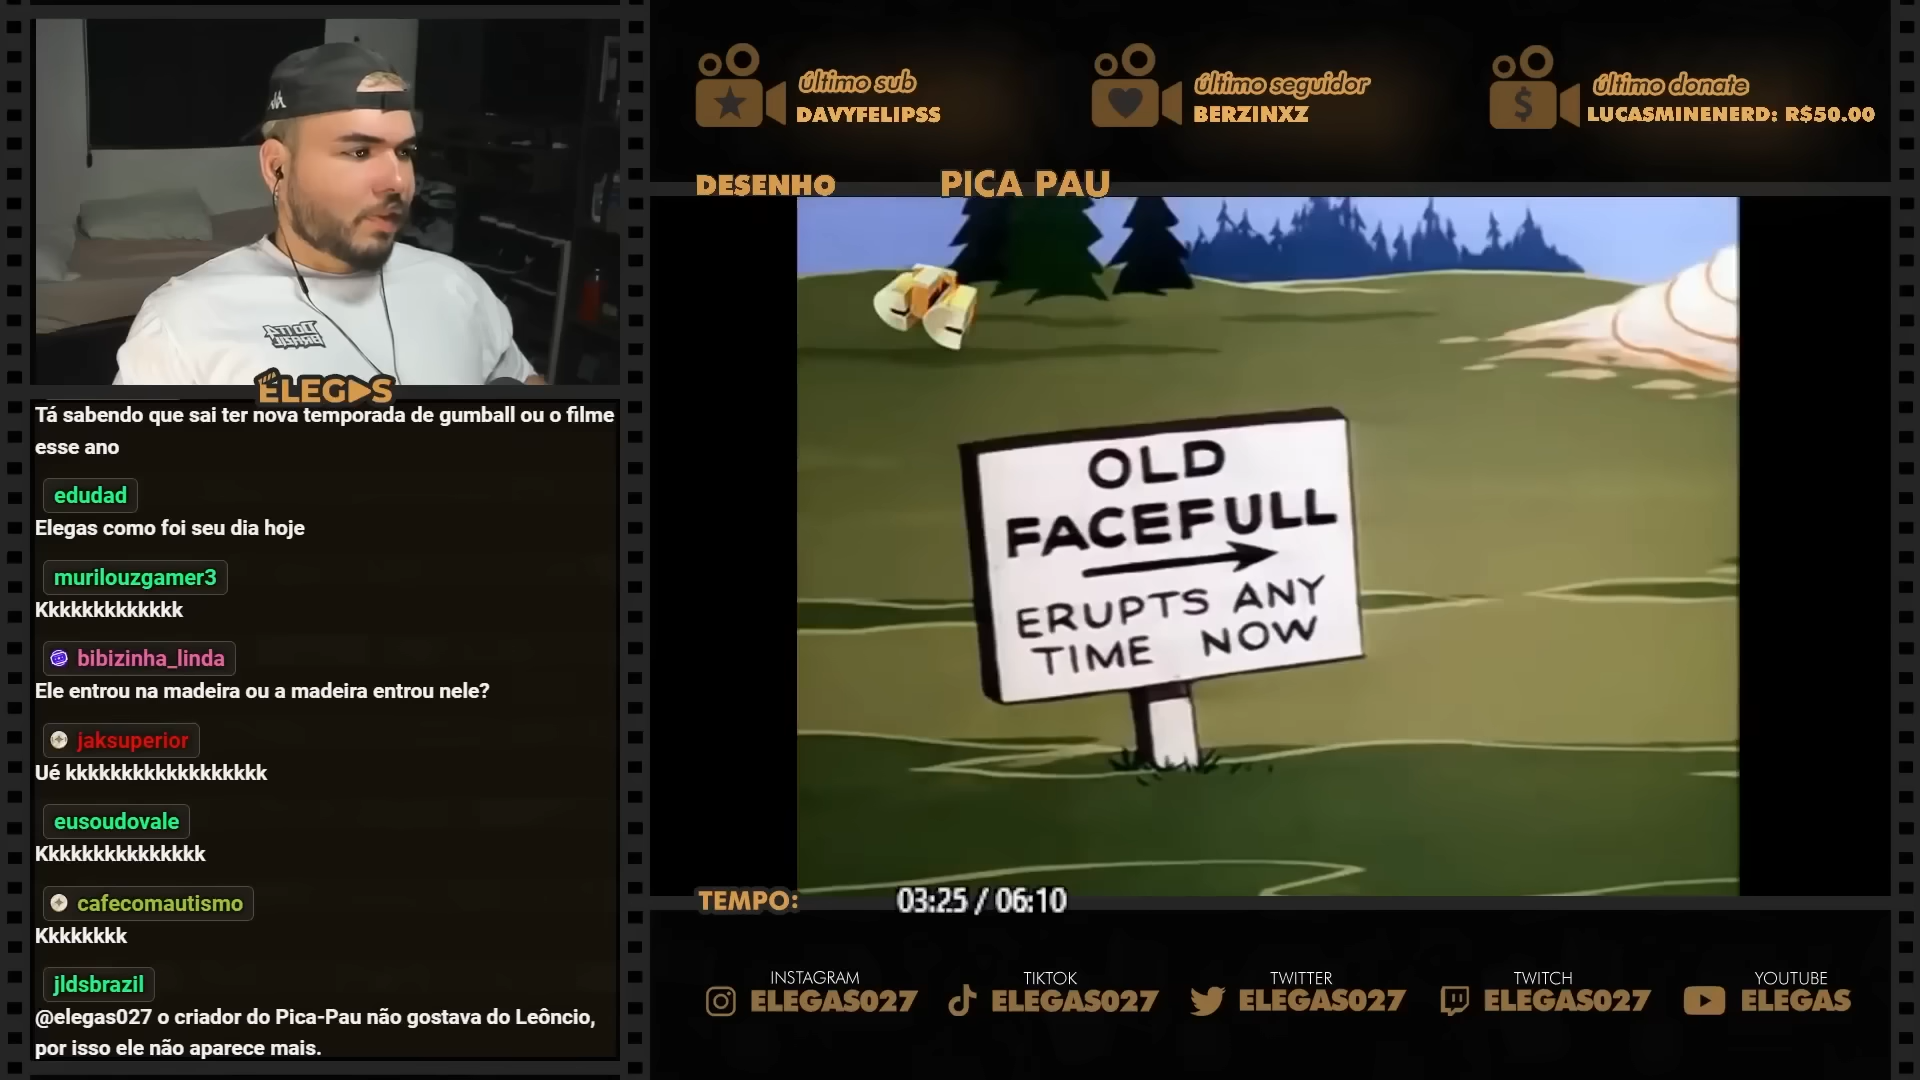 último sub
DAVYFELIPSS
último seguidor
BERZINXZ
último donate
LUCASMINENERD: R$50.00
DESENHO
PICA PAU
ELEGAS
Tá sabendo que sai ter nova temporada de gumball ou o filme
esse ano
edudad
Elegas como foi seu dia hoje
murilouzgamer3
Kkkkkkkkkkkkk
bibizinha_linda
Ele entrou na madeira ou a madeira entrou nele?
jaksuperior
Ué kkkkkkkkkkkkkkkkkk
eusoudovale
Kkkkkkkkkkkkkkk
cafecomautismo
Kkkkkkkk
jldsbrazil
@elegas027 o criador do Pica-Pau não gostava do Leôncio,
por isso ele não aparece mais.
OLD
FACEFULL
ERUPTS ANY
TIME NOW
TEMPO:
03:25 / 06:10
INSTAGRAM
ELEGAS027
TIKTOK
ELEGAS027
TWITTER
ELEGAS027
TWITCH
ELEGAS027
YOUTUBE
ELEGAS